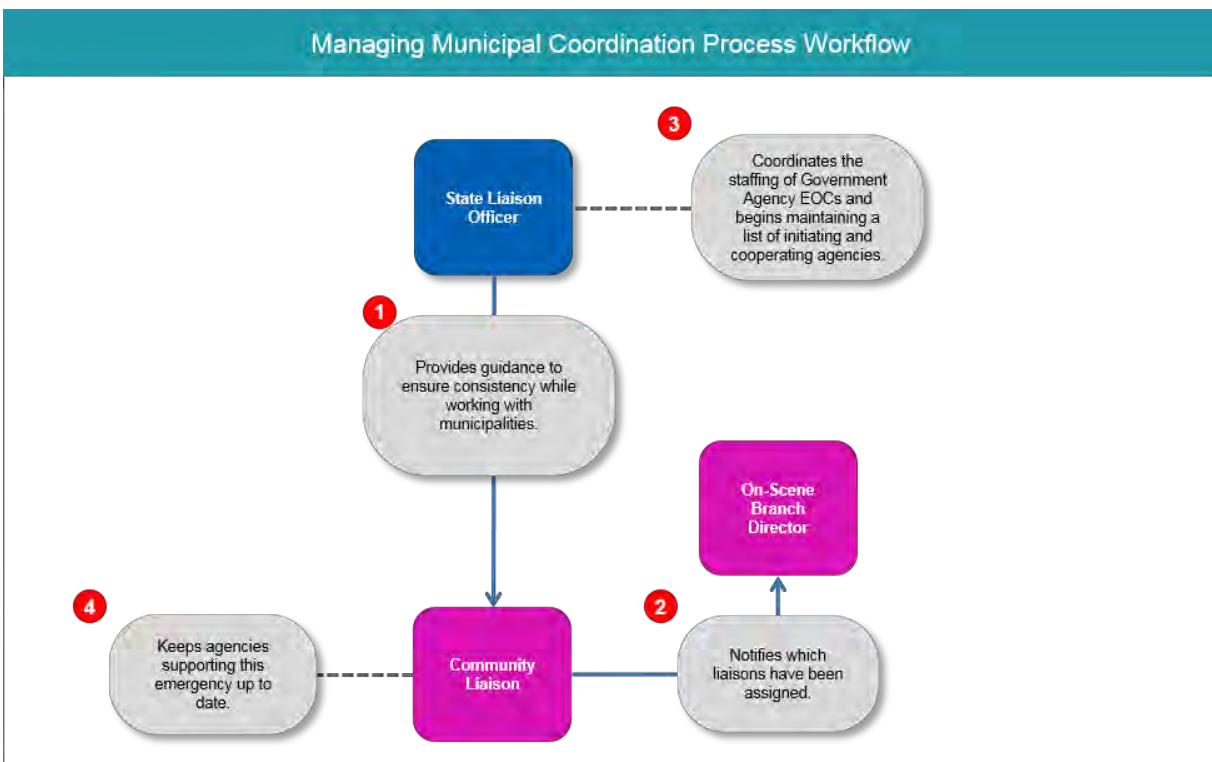 Managing Municipal Coordination Process Workflow
3
Coordinates the
staffing of Government
Agency EOCs and
begins maintaining a
list of initiating and
cooperating agencies.
State Liaison
Officer
1
Provides guidance to
ensure consistency while
working with
municipalities.
On-Scene
Branch
Director
4
Keeps agencies
supporting this
emergency up to
date.
Community
Liaison
2
Notifies which
liaisons have been
assigned.